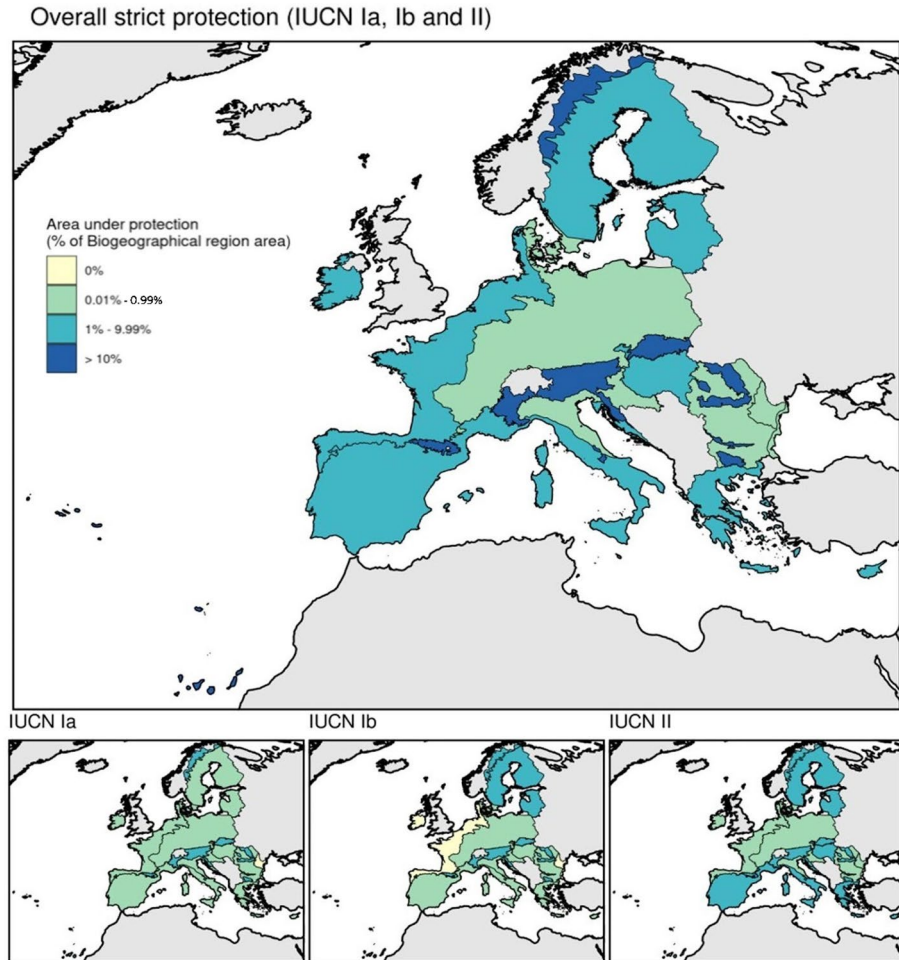 Overall strict protection (IUCN Ia, Ib and II)
Area under protection
(% of Biogeographical region area)
0%
0.01% - 0.99%
1% - 9.99%
> 10%
IUCN Ia
IUCN Ib
IUCN II